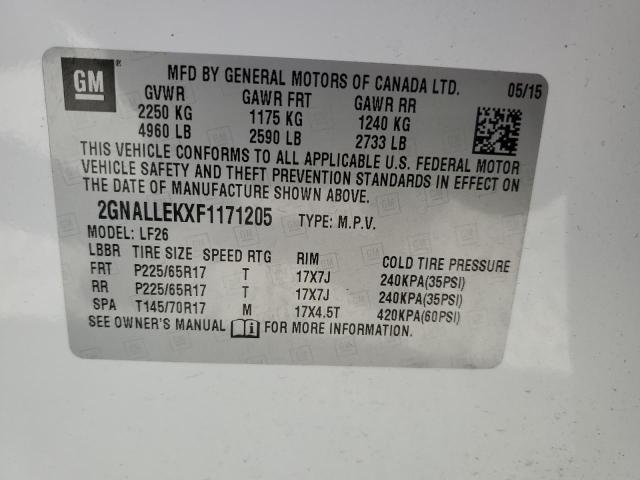 GM®
MFD BY GENERAL MOTORS OF CANADA LTD. 05/15
GVWR GAWR FRT GAWR RR
2250 KG 1175 KG 1240 KG
4960 LB 2590 LB 2733 LB
THIS VEHICLE CONFORMS TO ALL APPLICABLE U.S. FEDERAL MOTOR
VEHICLE SAFETY AND THEFT PREVENTION STANDARDS IN EFFECT ON
THE DATE OF MANUFACTURE SHOWN ABOVE.
2GNALLEKXF1171205 TYPE: M.P.V.
MODEL: LF26
LBBR TIRE SIZE SPEED RTG RIM COLD TIRE PRESSURE
FRT P225/65R17 T 17X7J 240KPA(35PSI)
RR P225/65R17 T 17X7J 240KPA(35PSI)
SPA T145/70R17 M 17X4.5T 420KPA(60PSI)
SEE OWNER'S MANUAL FOR MORE INFORMATION.